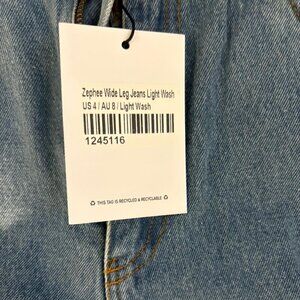 Zephee Wide Leg Jeans Light Wash
US 4 / AU 8 / Light Wash
1245116
THIS TAG IS RECYCLED & RECYCLABLE